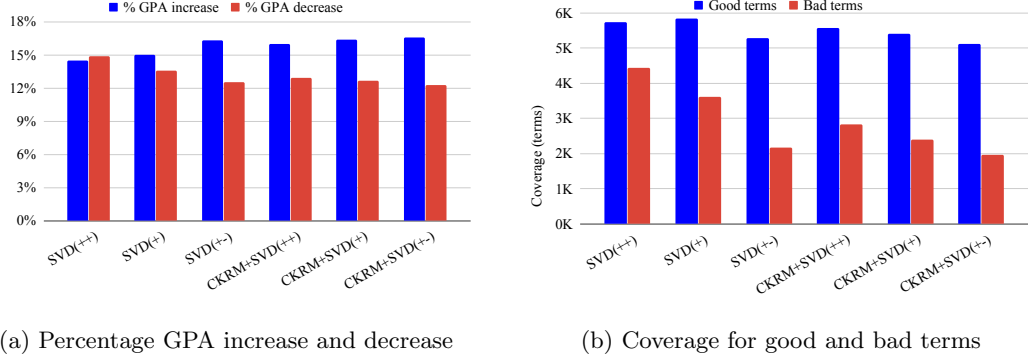 % GPA increase % GPA decrease
18%
15%
12%
9%
6%
3%
0%
SVD(++)
SVD(+)
SVD(+-)
CKRM+SVD(++)
CKRM+SVD(+)
CKRM+SVD(+-)
(a) Percentage GPA increase and decrease
Good terms Bad terms
Coverage (terms)
6K
5K
4K
3K
2K
1K
0K
SVD(++)
SVD(+)
SVD(+-)
CKRM+SVD(++)
CKRM+SVD(+)
CKRM+SVD(+-)
(b) Coverage for good and bad terms